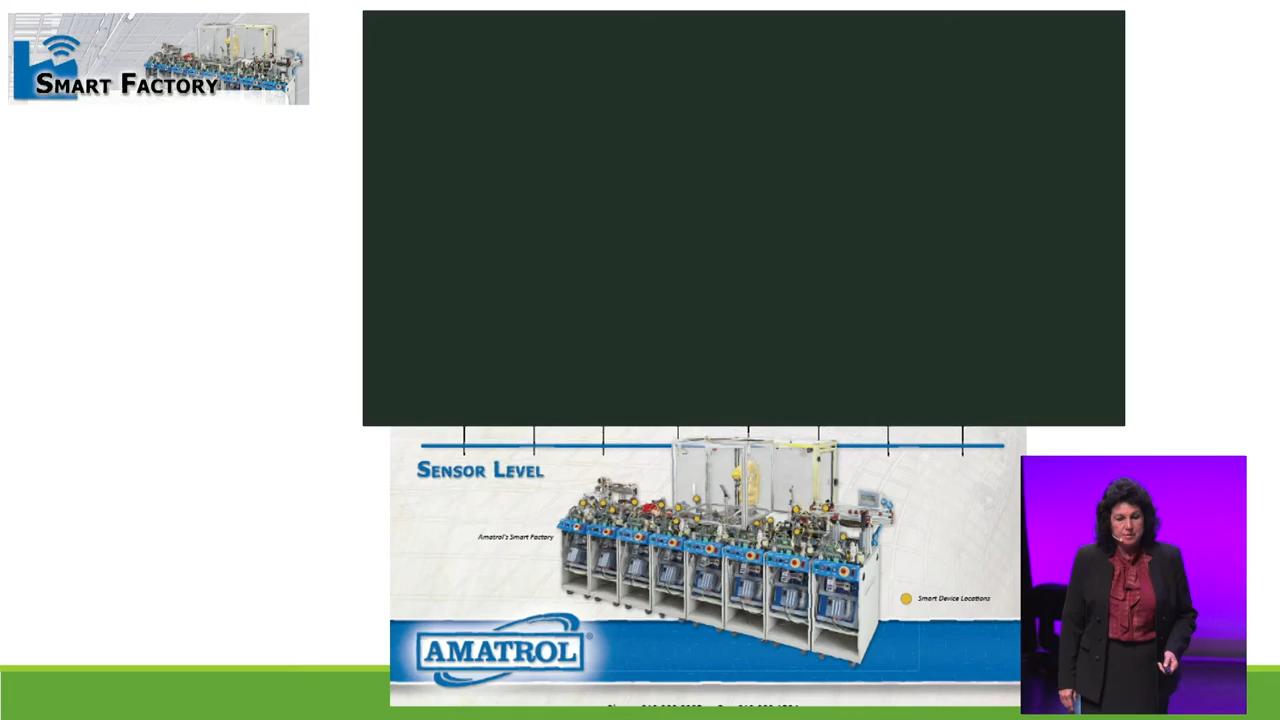 SMART FACTORY
SENSOR LEVEL
Amatrol's Smart Factory
Smart Device Locations
AMATROL®